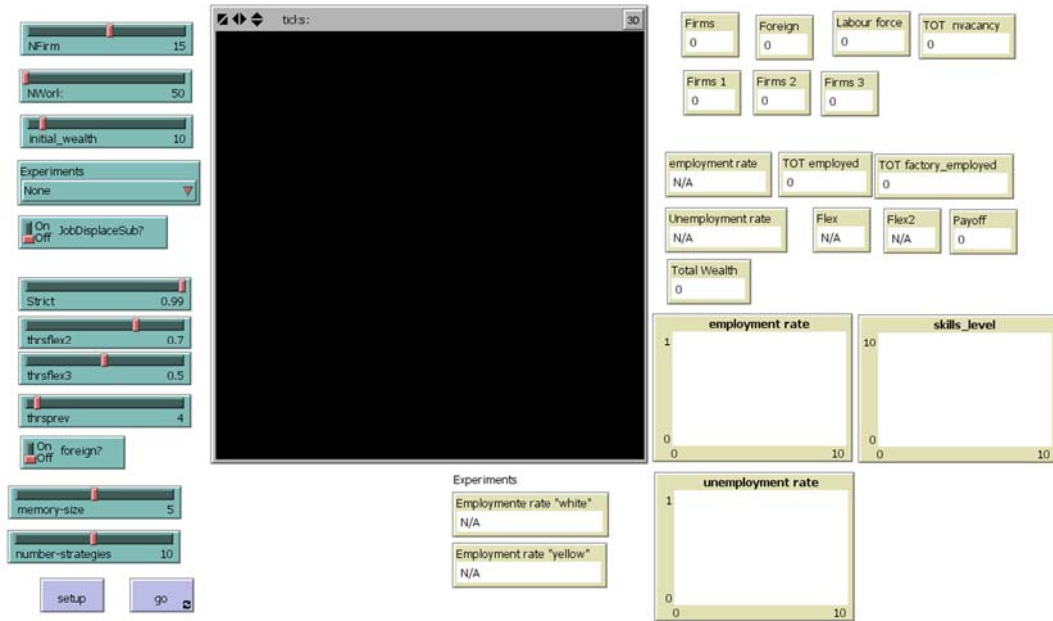 NFirm 15
NWork 50
initial_wealth 10
Experiments
None
On
Off JobDisplaceSub?
Strict 0.99
thrsflex2 0.7
thrsflex3 0.5
thrsprev 4
On
Off foreign?
memory-size 5
number-strategies 10
setup go
ticks: 3D
Firms Foreign Labour force TOT nvacancy
0 0 0 0
Firms 1 Firms 2 Firms 3
0 0 0
employment rate TOT employed TOT factory_employed
N/A 0 0
Unemployment rate Flex Flex2 Payoff
N/A N/A N/A 0
Total Wealth
0
employment rate
1
0
0 10
skills_level
10
0
0 10
Experiments
Employmente rate "white"
N/A
Employment rate "yellow"
N/A
unemployment rate
1
0
0 10